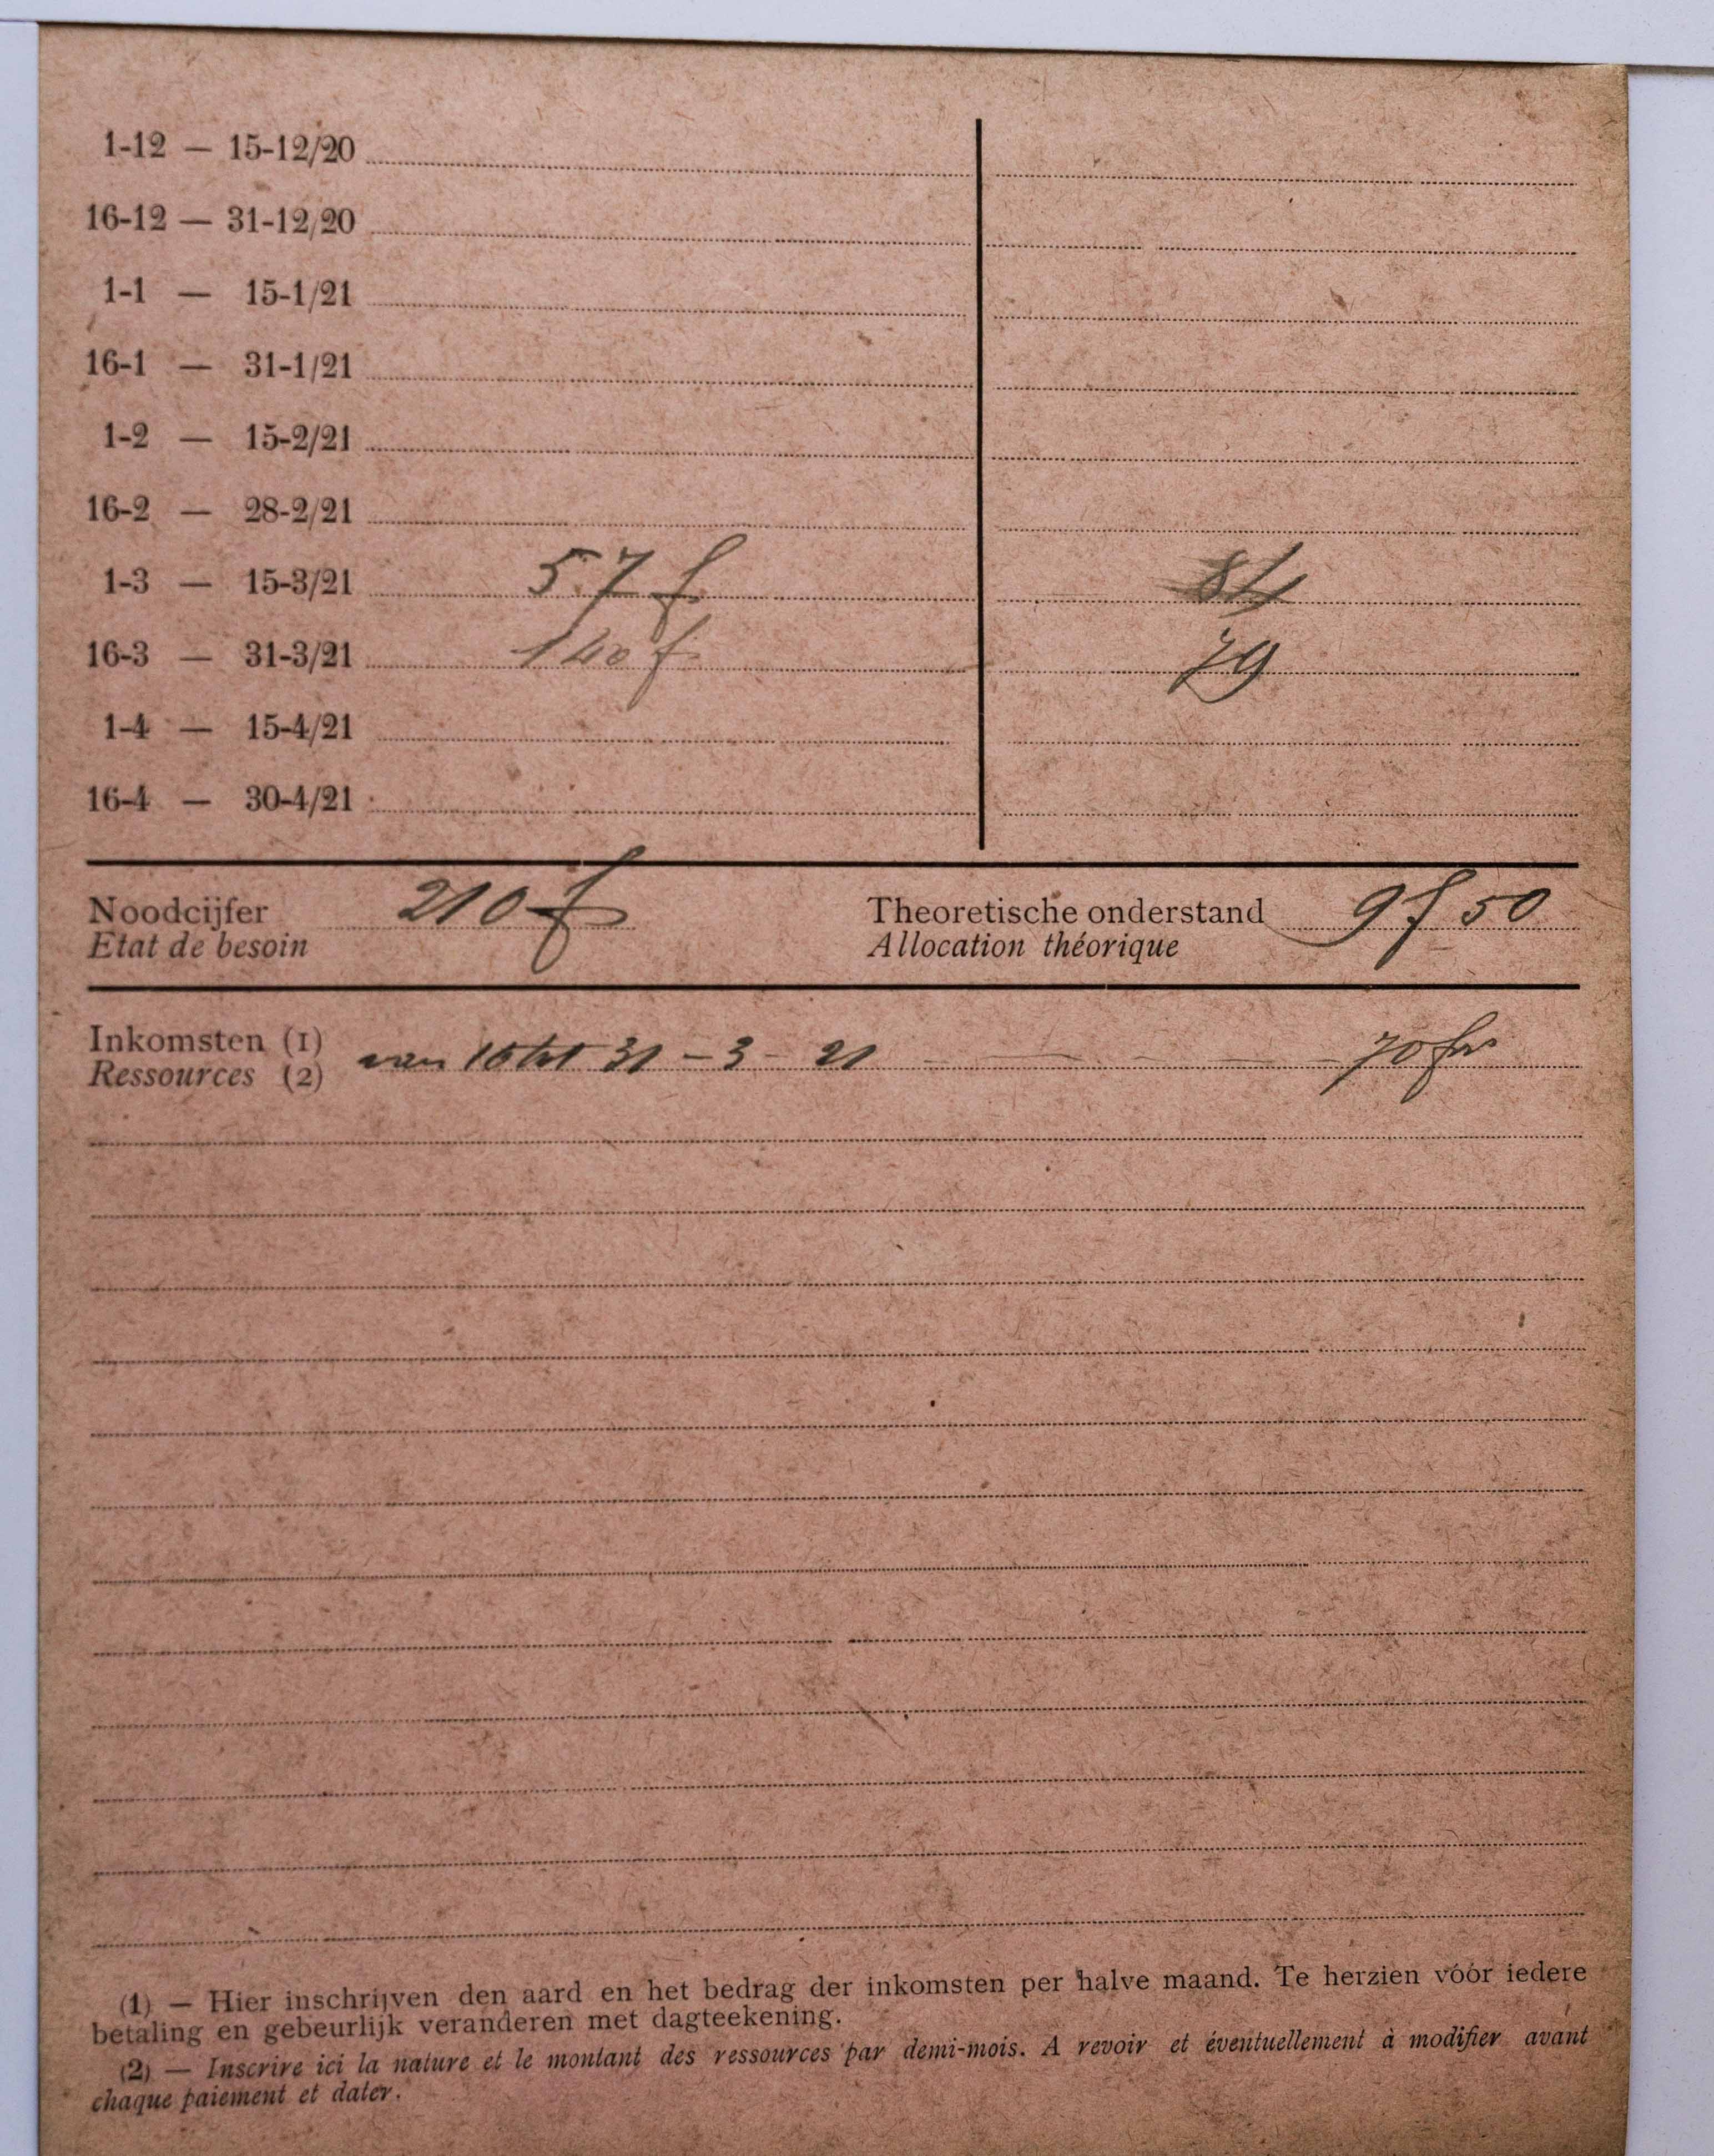 1-12 — 15-12/20
16-12 — 31-12/20
1-1 — 15-1/21
16-1 — 31-1/21
1-2 — 15-2/21
16-2 — 28-2/21
1-3 — 15-3/21 57 f 84
16-3 — 31-3/21 140 f 79
1-4 — 15-4/21
16-4 — 30-4/21
Noodcijfer 210 f Theoretische onderstand 9f 50
Etat de besoin Allocation théorique
Inkomsten (1) van 16 tot 31-3-21 70 frs
Ressources (2)
(1) — Hier inschrijven den aard en het bedrag der inkomsten per halve maand. Te herzien vóór iedere
betaling en gebeurlijk veranderen met dagteekening.
(2) — Inscrire ici la nature et le montant des ressources par demi-mois. A revoir et éventuellement à modifier avant
chaque paiement et dater.